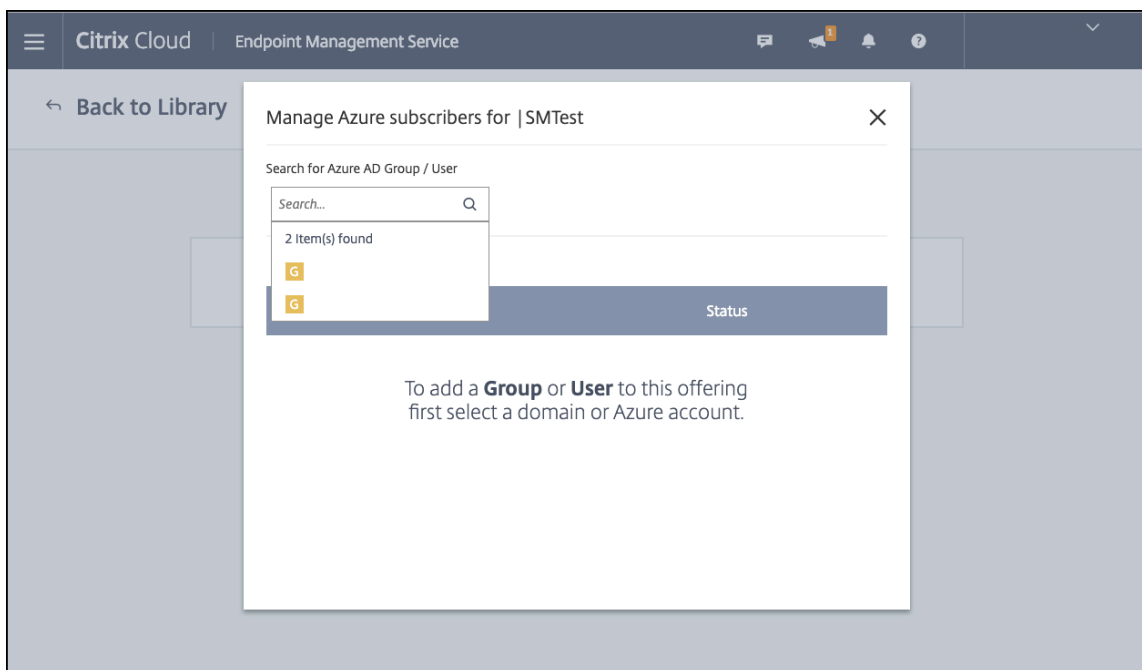 Citrix Cloud | Endpoint Management Service 1 ?
Back to Library
Manage Azure subscribers for |SMTest
Search for Azure AD Group / User
Search...
2 Item(s) found
G
G
Status
To add a Group or User to this offering
first select a domain or Azure account.